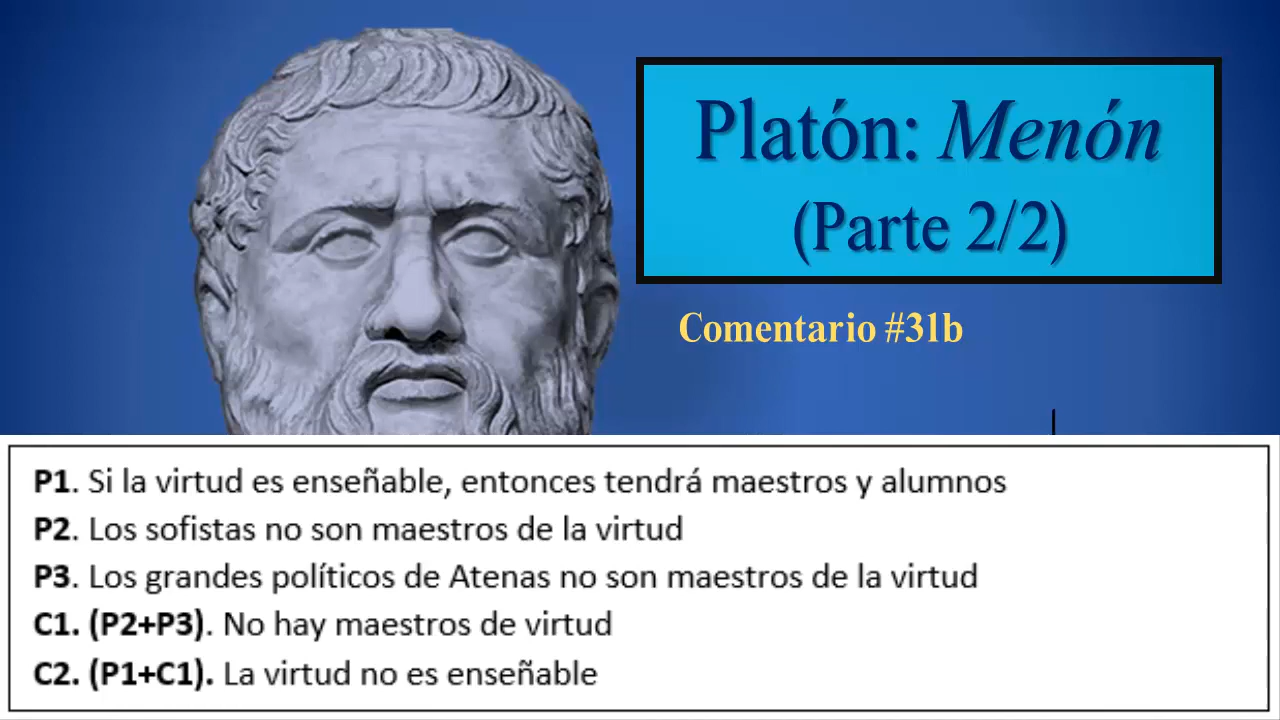 Platón: Menón
(Parte 2/2)
Comentario #31b
P1. Si la virtud es enseñable, entonces tendrá maestros y alumnos
P2. Los sofistas no son maestros de la virtud
P3. Los grandes políticos de Atenas no son maestros de la virtud
C1. (P2+P3). No hay maestros de virtud
C2. (P1+C1). La virtud no es enseñable